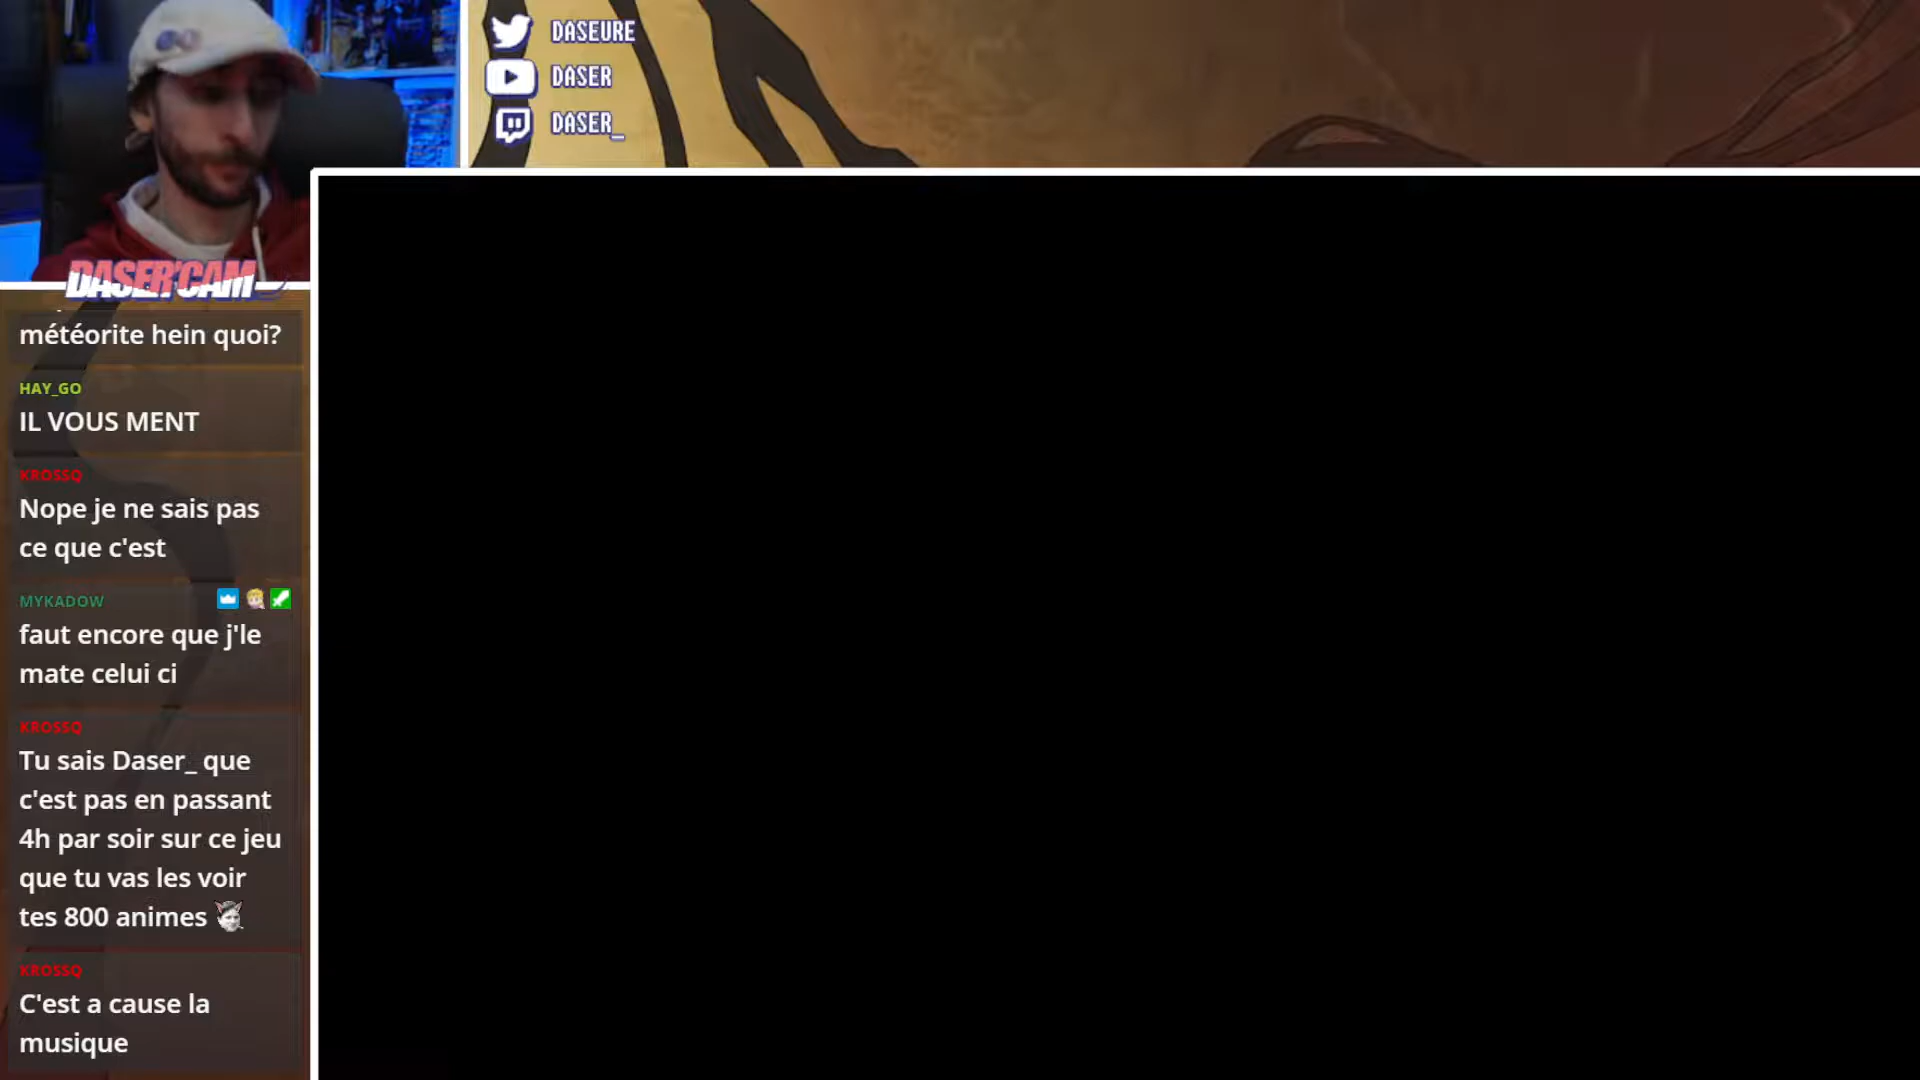 DASEURE
DASER
DASER_
DASER'CAM
météorite hein quoi?
HAY_GO
IL VOUS MENT
KROSSQ
Nope je ne sais pas
ce que c'est
MYKADOW
faut encore que j'le
mate celui ci
KROSSQ
Tu sais Daser_ que
c'est pas en passant
4h par soir sur ce jeu
que tu vas les voir
tes 800 animes
KROSSQ
C'est a cause la
musique